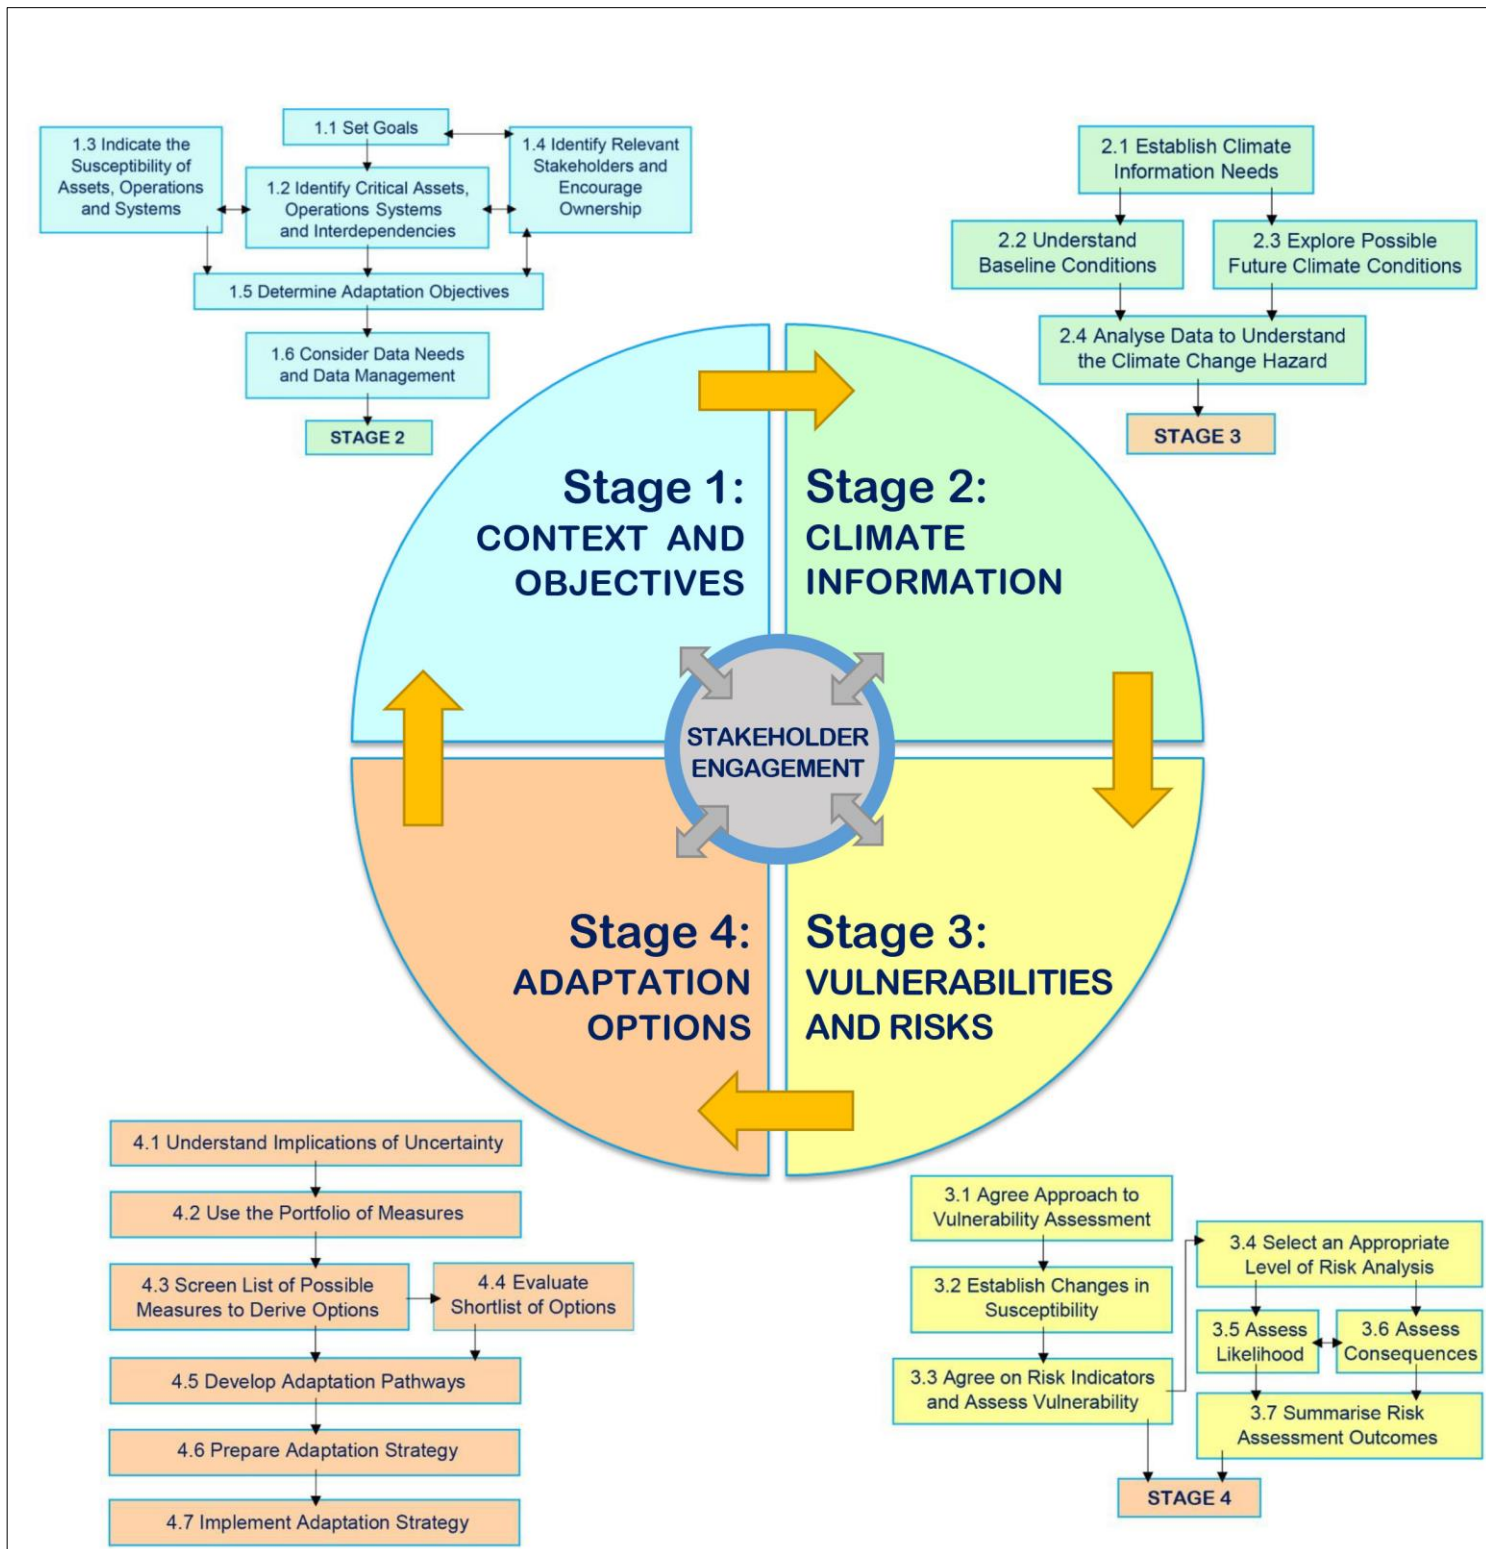 1.1 Set Goals
1.3 Indicate the
Susceptibility of
Assets, Operations
and Systems
1.2 Identify Critical Assets,
Operations Systems
and Interdependencies
1.4 Identify Relevant
Stakeholders and
Encourage
Ownership
1.5 Determine Adaptation Objectives
1.6 Consider Data Needs
and Data Management
STAGE 2
2.1 Establish Climate
Information Needs
2.2 Understand
Baseline Conditions
2.3 Explore Possible
Future Climate Conditions
2.4 Analyse Data to Understand
the Climate Change Hazard
STAGE 3
Stage 1:
CONTEXT AND
OBJECTIVES
Stage 2:
CLIMATE
INFORMATION
STAKEHOLDER
ENGAGEMENT
Stage 4:
ADAPTATION
OPTIONS
Stage 3:
VULNERABILITIES
AND RISKS
4.1 Understand Implications of Uncertainty
4.2 Use the Portfolio of Measures
4.3 Screen List of Possible
Measures to Derive Options
4.4 Evaluate
Shortlist of Options
4.5 Develop Adaptation Pathways
4.6 Prepare Adaptation Strategy
4.7 Implement Adaptation Strategy
3.1 Agree Approach to
Vulnerability Assessment
3.2 Establish Changes in
Susceptibility
3.3 Agree on Risk Indicators
and Assess Vulnerability
3.4 Select an Appropriate
Level of Risk Analysis
3.5 Assess
Likelihood
3.6 Assess
Consequences
3.7 Summarise Risk
Assessment Outcomes
STAGE 4